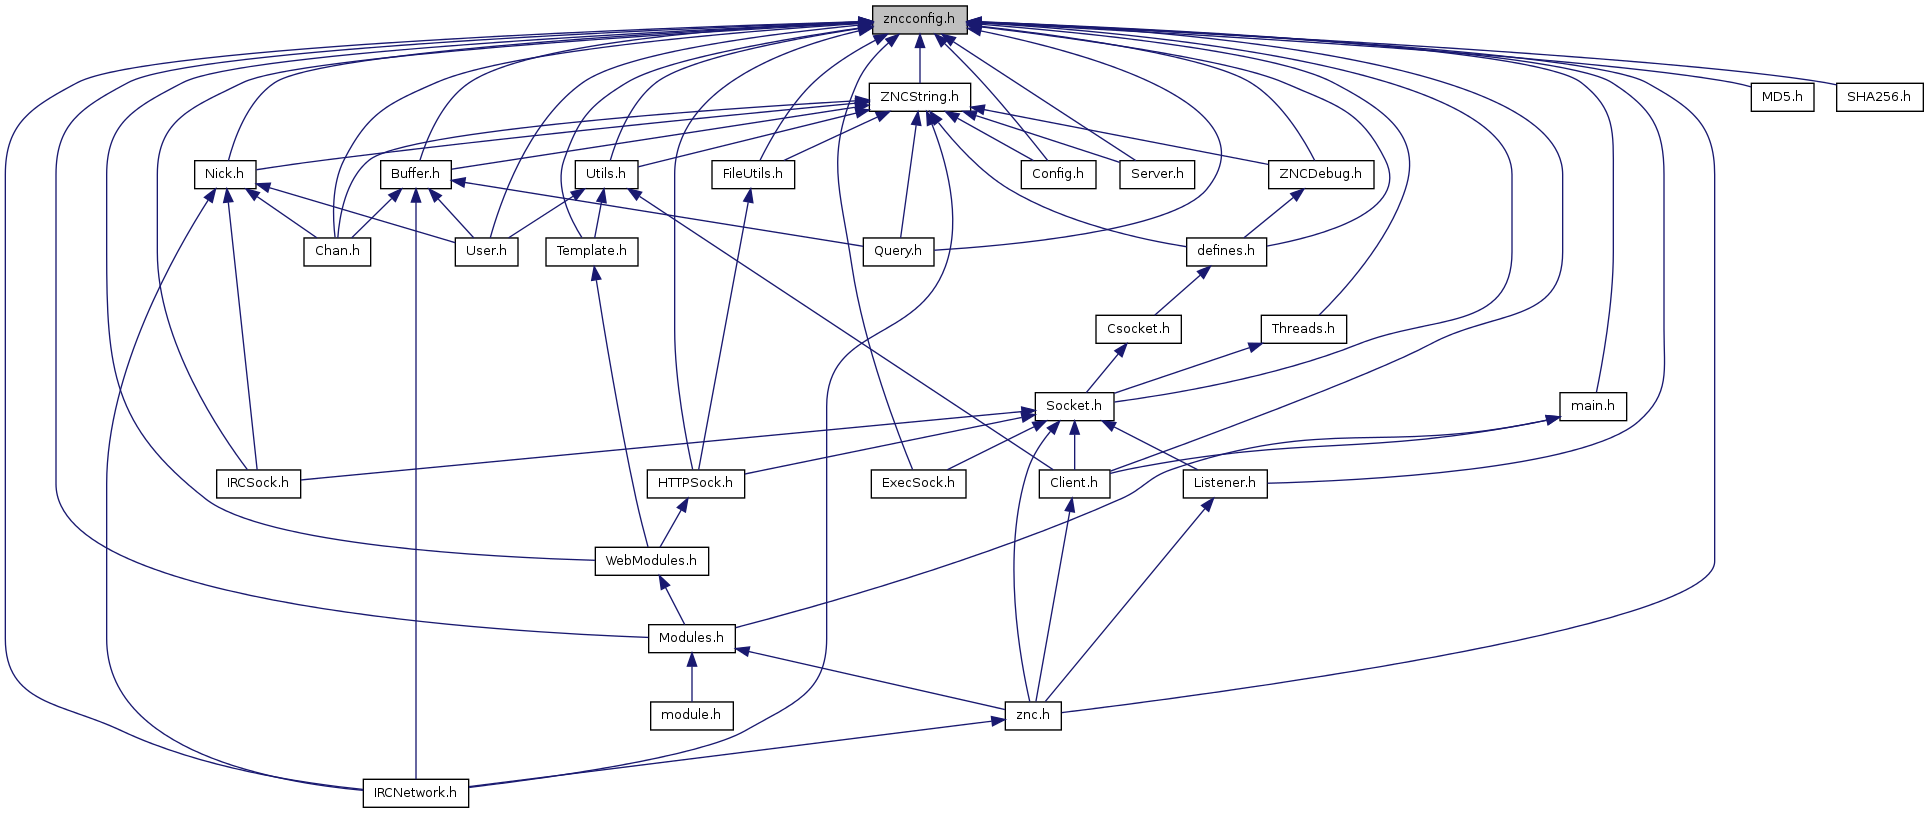 zncconfig.h
ZNCString.h
MD5.h
SHA256.h
Nick.h
Buffer.h
Utils.h
FileUtils.h
Config.h
Server.h
ZNCDebug.h
Chan.h
User.h
Template.h
Query.h
defines.h
Csocket.h
Threads.h
Socket.h
main.h
IRCSock.h
HTTPSock.h
ExecSock.h
Client.h
Listener.h
WebModules.h
Modules.h
module.h
znc.h
IRCNetwork.h